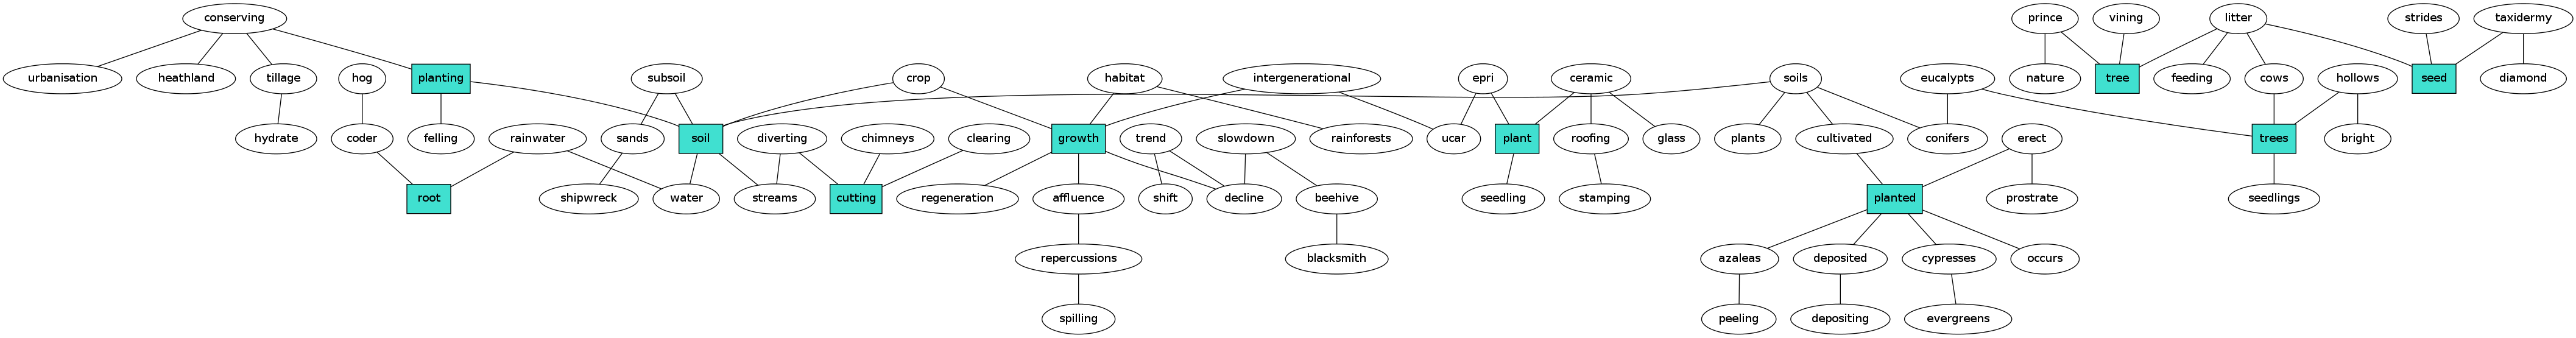 conserving prince vining litter strides taxidermy
urbanisation heathland tillage hog planting subsoil crop habitat intergenerational epri ceramic soils eucalypts nature tree feeding cows hollows seed diamond
hydrate coder felling rainwater sands soil diverting chimneys clearing growth trend slowdown rainforests ucar plant roofing glass plants cultivated conifers erect trees bright
root shipwreck water streams cutting regeneration affluence shift decline beehive seedling stamping planted prostrate seedlings
repercussions blacksmith azaleas deposited cypresses occurs
spilling peeling depositing evergreens